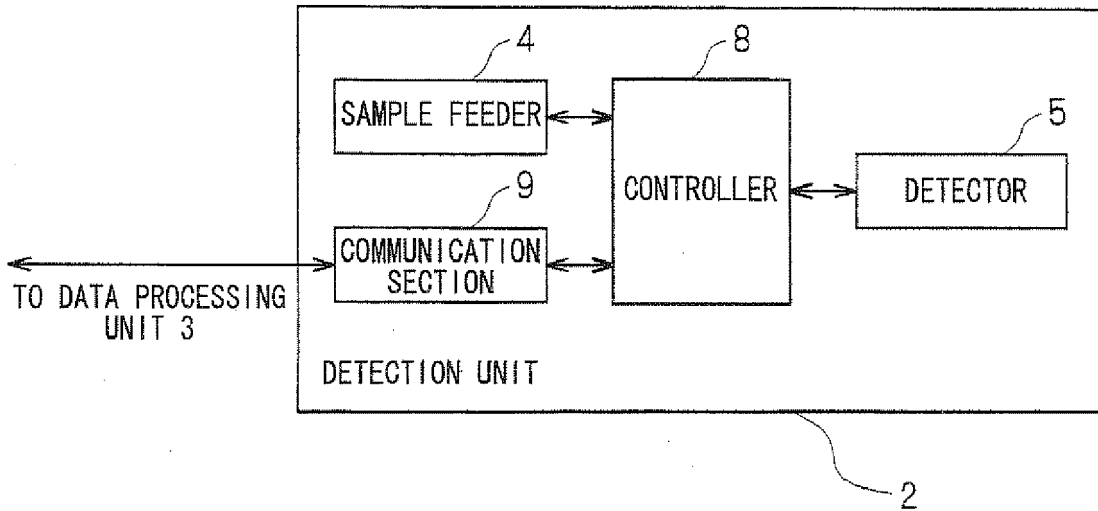 4
8
SAMPLE FEEDER
5
9
CONTROLLER
DETECTOR
COMMUNICATION
SECTION
TO DATA PROCESSING
UNIT 3
DETECTION UNIT
2